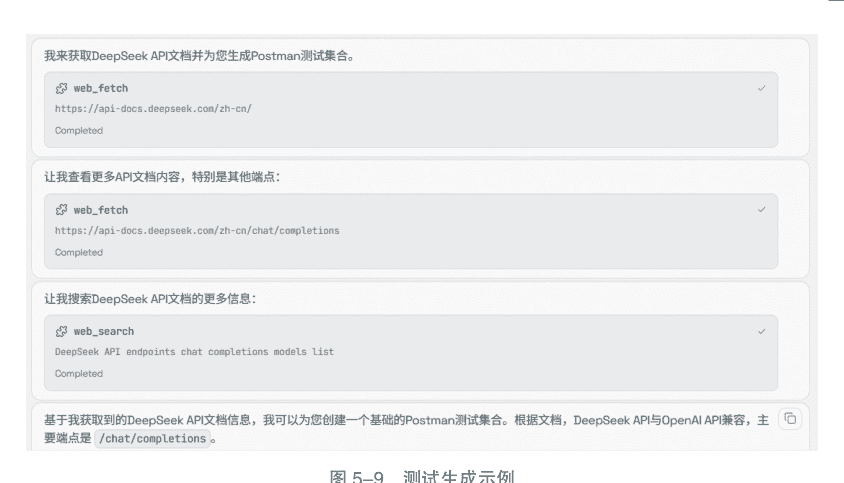 我来获取DeepSeek API文档并为您生成Postman测试集合。
web_fetch
https://api-docs.deepseek.com/zh-cn/
Completed
让我查看更多API文档内容，特别是其他端点：
web_fetch
https://api-docs.deepseek.com/zh-cn/chat/completions
Completed
让我搜索DeepSeek API文档的更多信息：
web_search
DeepSeek API endpoints chat completions models list
Completed
基于我获取到的DeepSeek API文档信息，我可以为您创建一个基础的Postman测试集合。根据文档，DeepSeek API与OpenAI API兼容，主
要端点是 /chat/completions 。
图 5–9 测试生成示例